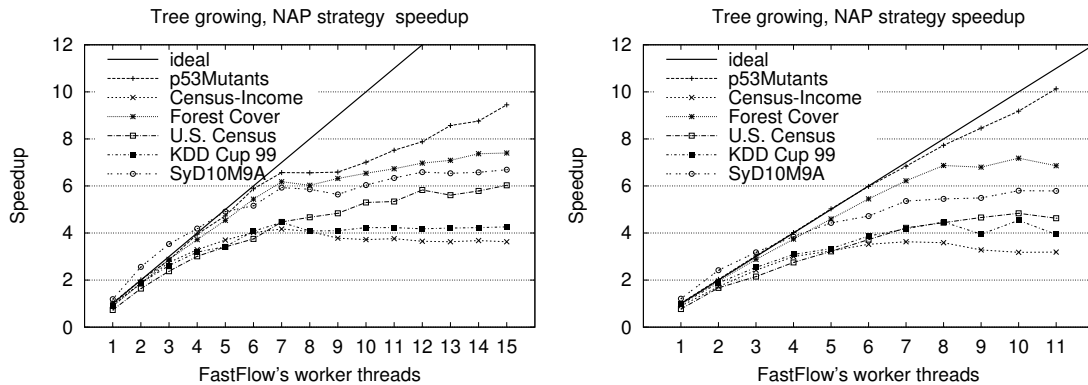 Tree growing, NAP strategy speedup
12
10
8
6
4
2
0
Speedup
ideal
p53Mutants
Census-Income
Forest Cover
U.S. Census
KDD Cup 99
SyD10M9A
1 2 3 4 5 6 7 8 9 10 11 12 13 14 15
FastFlow's worker threads
Tree growing, NAP strategy speedup
12
10
8
6
4
2
0
Speedup
ideal
p53Mutants
Census-Income
Forest Cover
U.S. Census
KDD Cup 99
SyD10M9A
1 2 3 4 5 6 7 8 9 10 11
FastFlow's worker threads